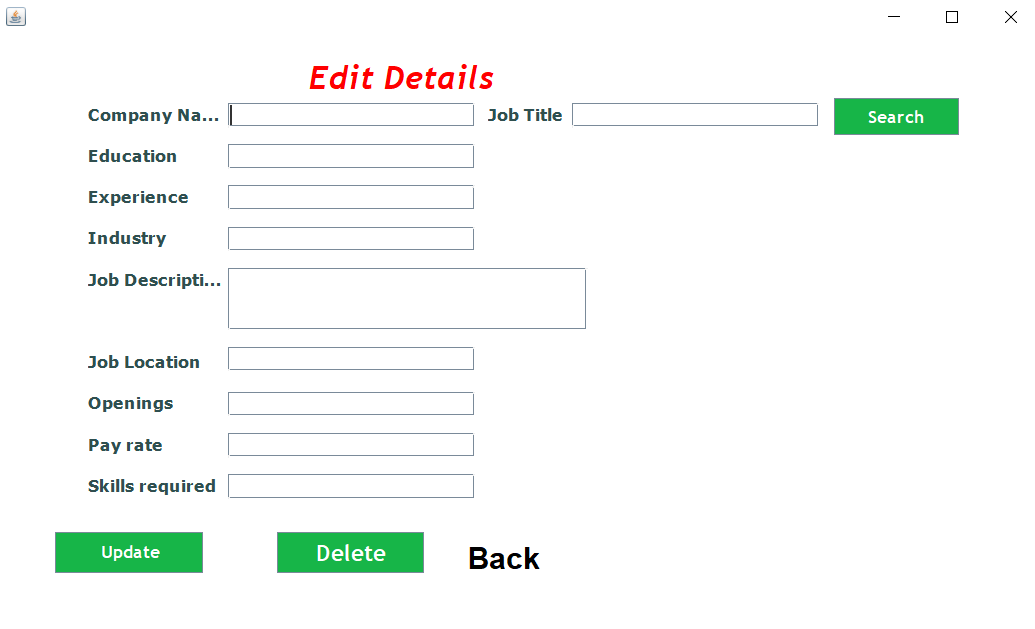 Edit Details
Company Na... Job Title Search
Education
Experience
Industry
Job Descripti...
Job Location
Openings
Pay rate
Skills required
Update Delete Back